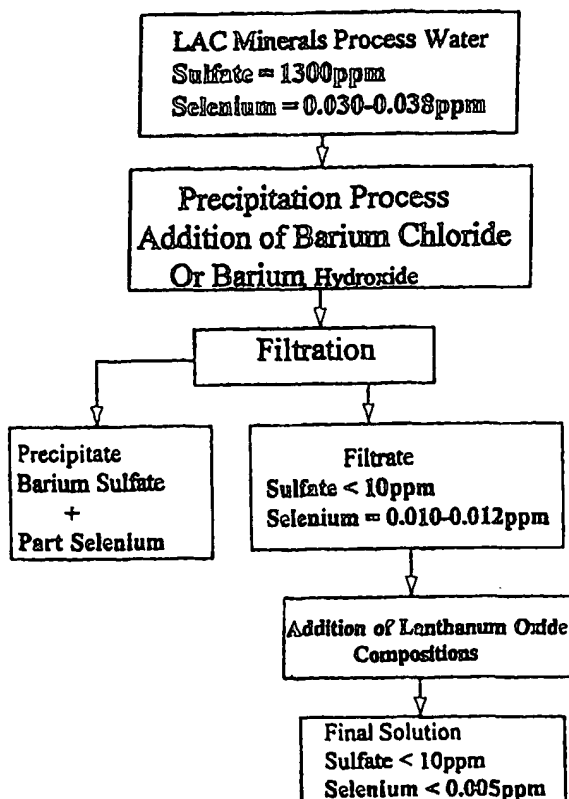 LAC Minerals Process Water
Sulfate = 1300ppm
Selenium = 0.030-0.038ppm
Precipitation Process
Addition of Barium Chloride
Or Barium Hydroxide
Filtration
Precipitate
Barium Sulfate
+
Part Selenium
Filtrate
Sulfate < 10ppm
Selenium = 0.010-0.012ppm
Addition of Lanthanum Oxide
Compositions
Final Solution
Sulfate < 10ppm
Selenium < 0.005ppm